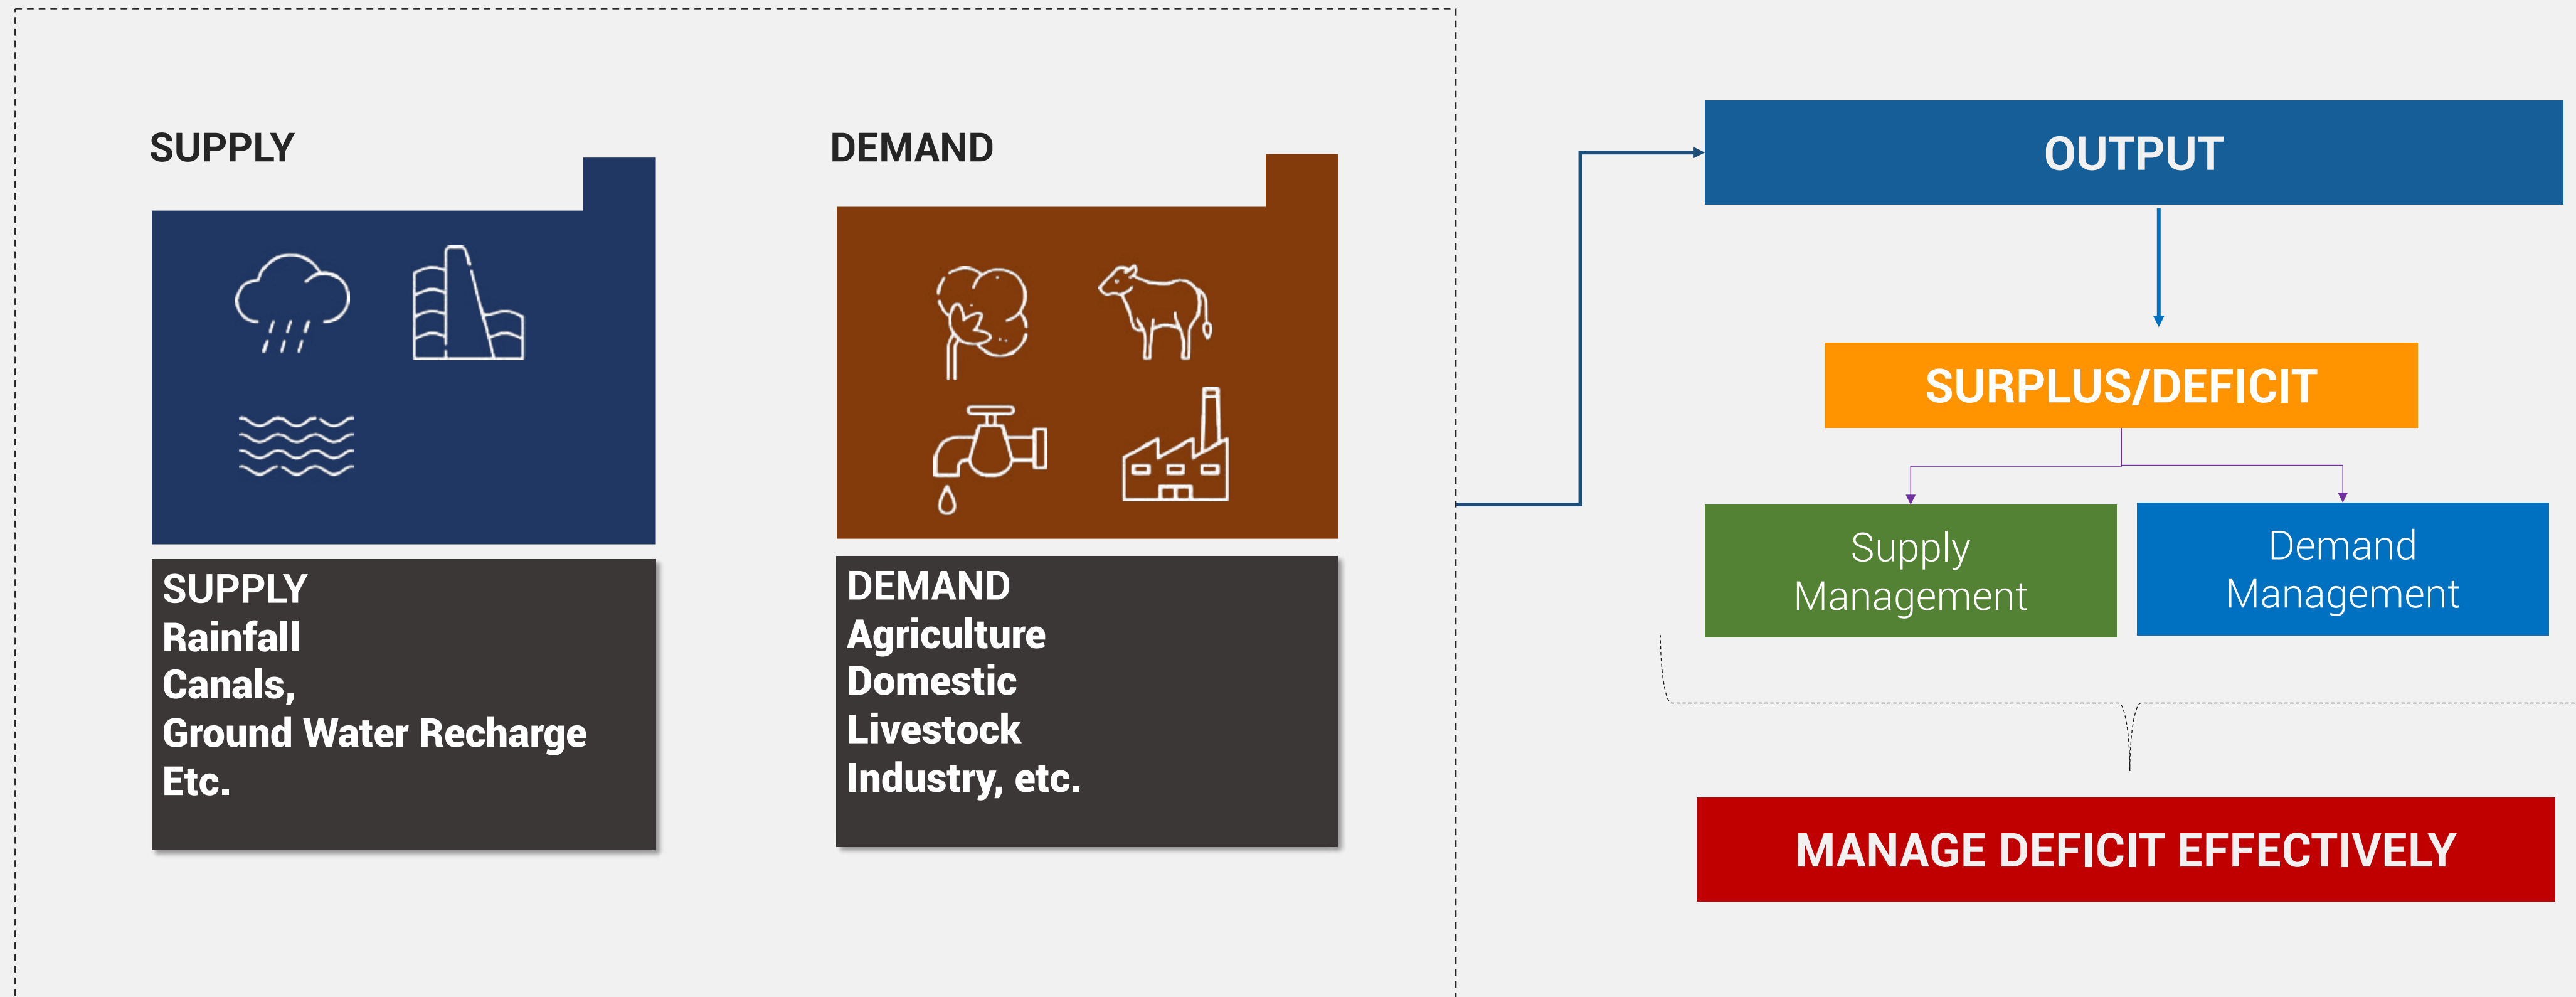 SUPPLY
SUPPLY
Rainfall
Canals,
Ground Water Recharge
Etc.
DEMAND
DEMAND
Agriculture
Domestic
Livestock
Industry, etc.
OUTPUT
SURPLUS/DEFICIT
Supply
Management
Demand
Management
MANAGE DEFICIT EFFECTIVELY